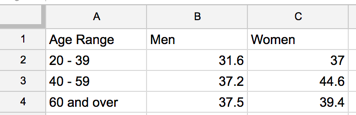 A B C
1 Age Range Men Women
2 20 - 39 31.6 37
3 40 - 59 37.2 44.6
4 60 and over 37.5 39.4